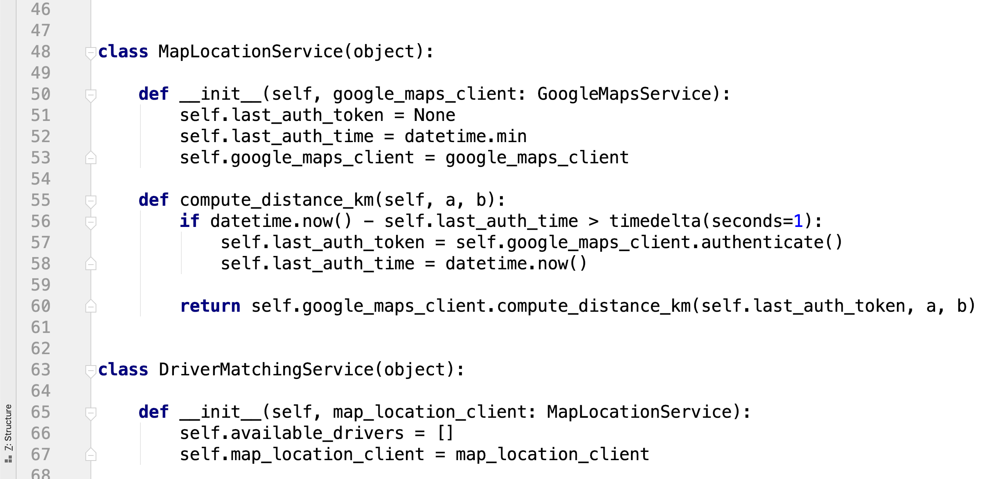 46
47
48 class MapLocationService(object):
49
50     def __init__(self, google_maps_client: GoogleMapsService):
51         self.last_auth_token = None
52         self.last_auth_time = datetime.min
53         self.google_maps_client = google_maps_client
54
55     def compute_distance_km(self, a, b):
56         if datetime.now() - self.last_auth_time > timedelta(seconds=1):
57             self.last_auth_token = self.google_maps_client.authenticate()
58             self.last_auth_time = datetime.now()
59
60         return self.google_maps_client.compute_distance_km(self.last_auth_token, a, b)
61
62
63 class DriverMatchingService(object):
64
65     def __init__(self, map_location_client: MapLocationService):
66         self.available_drivers = []
67         self.map_location_client = map_location_client
68
7: Structure